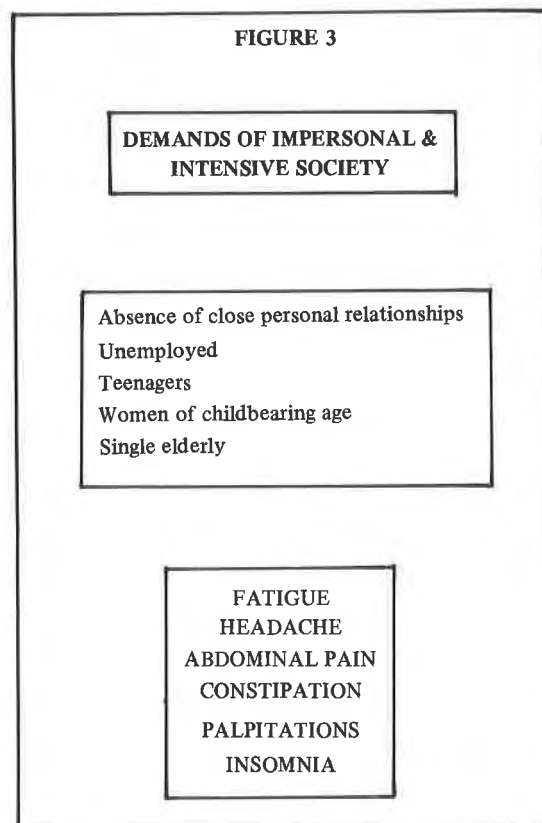 FIGURE 3
DEMANDS OF IMPERSONAL &
INTENSIVE SOCIETY
Absence of close personal relationships
Unemployed
Teenagers
Women of childbearing age
Single elderly
FATIGUE
HEADACHE
ABDOMINAL PAIN
CONSTIPATION
PALPITATIONS
INSOMNIA